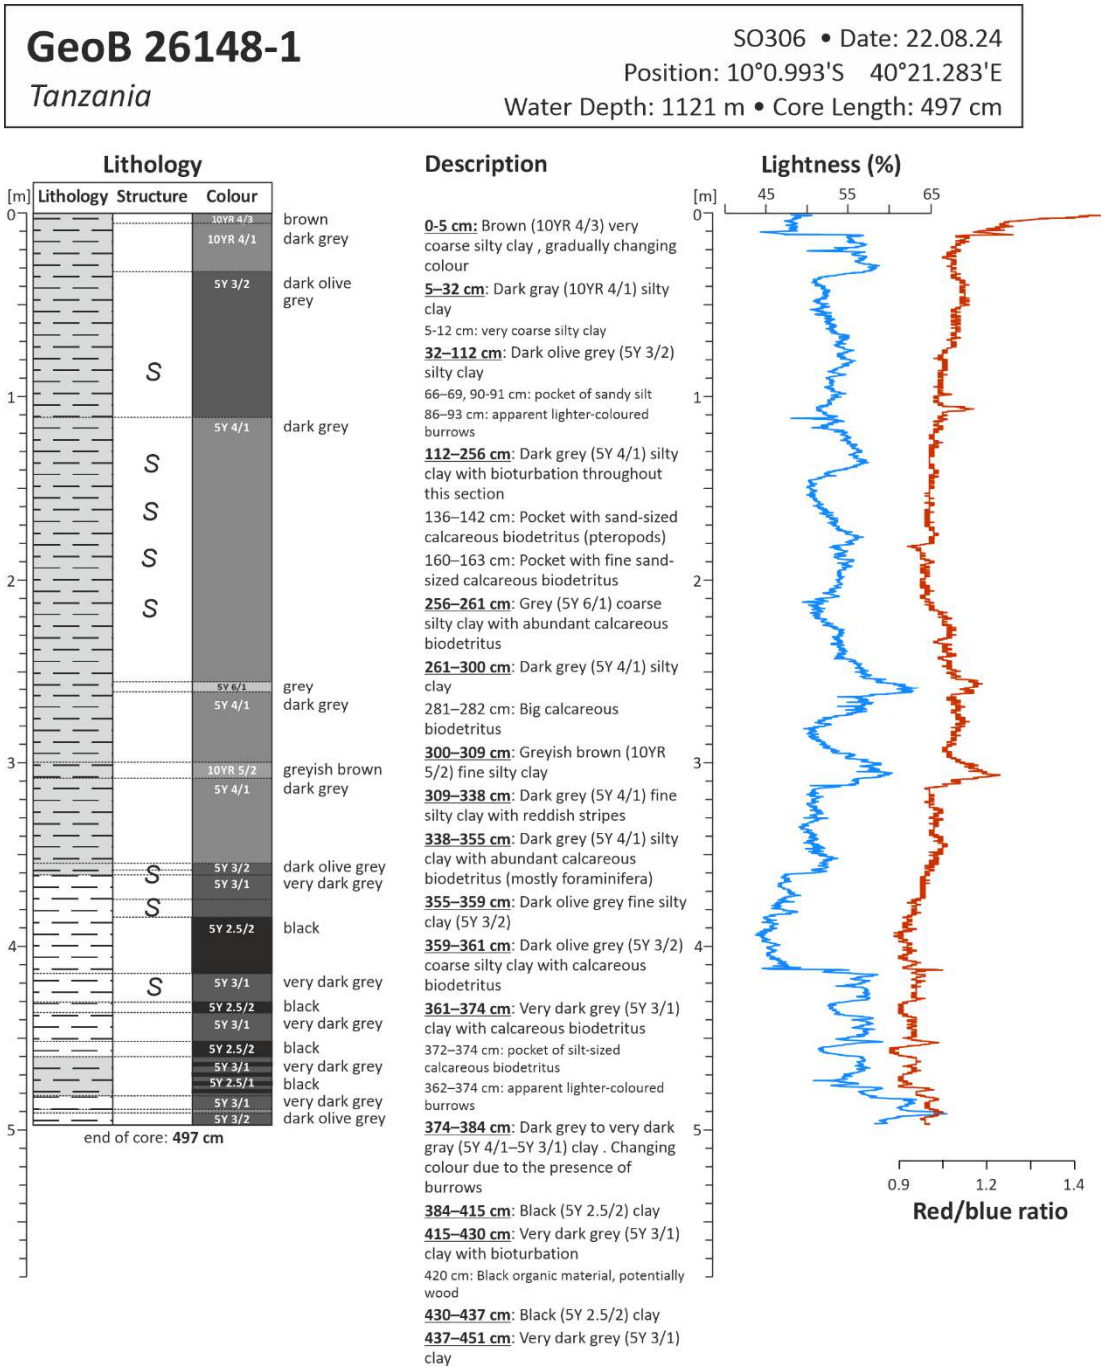 GeoB 26148-1
Tanzania
SO306 • Date: 22.08.24
Position: 10°0.993'S 40°21.283'E
Water Depth: 1121 m • Core Length: 497 cm
Lithology
[m] Lithology Structure Colour
0
1
2
3
4
5
10YR 4/3 brown
10YR 4/1 dark grey
5Y 3/2 dark olive
grey
S
5Y 4/1 dark grey
S
S
S
S
5Y 6/1 grey
5Y 4/1 dark grey
10YR 5/2 greyish brown
5Y 4/1 dark grey
5Y 3/2 dark olive grey
S
5Y 3/1 very dark grey
S
5Y 2.5/2 black
S 5Y 3/1 very dark grey
5Y 2.5/2 black
5Y 3/1 very dark grey
5Y 2.5/2 black
5Y 3/1 very dark grey
5Y 2.5/1 black
5Y 3/1 very dark grey
5Y 3/2 dark olive grey
end of core: 497 cm
Description
0-5 cm: Brown (10YR 4/3) very
coarse silty clay , gradually changing
colour
5–32 cm: Dark gray (10YR 4/1) silty
clay
5-12 cm: very coarse silty clay
32–112 cm: Dark olive grey (5Y 3/2)
silty clay
66–69, 90-91 cm: pocket of sandy silt
86–93 cm: apparent lighter-coloured
burrows
112–256 cm: Dark grey (5Y 4/1) silty
clay with bioturbation throughout
this section
136–142 cm: Pocket with sand-sized
calcareous biodetritus (pteropods)
160–163 cm: Pocket with fine sand-
sized calcareous biodetritus
256–261 cm: Grey (5Y 6/1) coarse
silty clay with abundant calcareous
biodetritus
261–300 cm: Dark grey (5Y 4/1) silty
clay
281–282 cm: Big calcareous
biodetritus
300–309 cm: Greyish brown (10YR
5/2) fine silty clay
309–338 cm: Dark grey (5Y 4/1) fine
silty clay with reddish stripes
338–355 cm: Dark grey (5Y 4/1) silty
clay with abundant calcareous
biodetritus (mostly foraminifera)
355–359 cm: Dark olive grey fine silty
clay (5Y 3/2)
359–361 cm: Dark olive grey (5Y 3/2)
coarse silty clay with calcareous
biodetritus
361–374 cm: Very dark grey (5Y 3/1)
clay with calcareous biodetritus
372–374 cm: pocket of silt-sized
calcareous biodetritus
362–374 cm: apparent lighter-coloured
burrows
374–384 cm: Dark grey to very dark
gray (5Y 4/1–5Y 3/1) clay . Changing
colour due to the presence of
burrows
384–415 cm: Black (5Y 2.5/2) clay
415–430 cm: Very dark grey (5Y 3/1)
clay with bioturbation
420 cm: Black organic material, potentially
wood
430–437 cm: Black (5Y 2.5/2) clay
437–451 cm: Very dark grey (5Y 3/1)
clay
Lightness (%)
[m] 45 55 65
0
1
2
3
4
5
0.9 1.2 1.4
Red/blue ratio